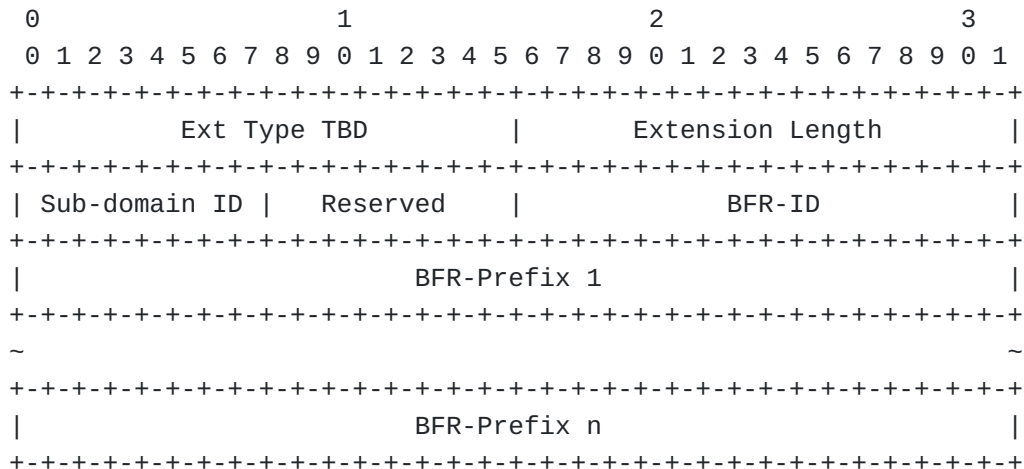 0                   1                   2                   3
 0 1 2 3 4 5 6 7 8 9 0 1 2 3 4 5 6 7 8 9 0 1 2 3 4 5 6 7 8 9 0 1
+-+-+-+-+-+-+-+-+-+-+-+-+-+-+-+-+-+-+-+-+-+-+-+-+-+-+-+-+-+-+-+-+
|          Ext Type TBD         |       Extension Length        |
+-+-+-+-+-+-+-+-+-+-+-+-+-+-+-+-+-+-+-+-+-+-+-+-+-+-+-+-+-+-+-+-+
| Sub-domain ID |   Reserved    |             BFR-ID            |
+-+-+-+-+-+-+-+-+-+-+-+-+-+-+-+-+-+-+-+-+-+-+-+-+-+-+-+-+-+-+-+-+
|                         BFR-Prefix 1                          |
+-+-+-+-+-+-+-+-+-+-+-+-+-+-+-+-+-+-+-+-+-+-+-+-+-+-+-+-+-+-+-+-+
~                                                               ~
+-+-+-+-+-+-+-+-+-+-+-+-+-+-+-+-+-+-+-+-+-+-+-+-+-+-+-+-+-+-+-+-+
|                         BFR-Prefix n                          |
+-+-+-+-+-+-+-+-+-+-+-+-+-+-+-+-+-+-+-+-+-+-+-+-+-+-+-+-+-+-+-+-+